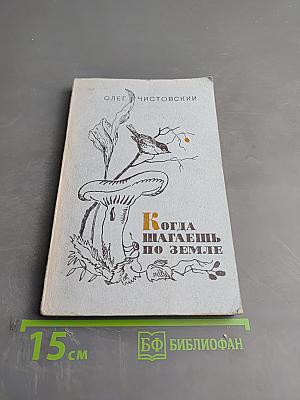 ОЛЕГ ЧИСТОВСКИЙ
КОГДА
ШАГАЕШЬ
ПО ЗЕМЛЕ
15 см
БФ БИБЛИОФАН